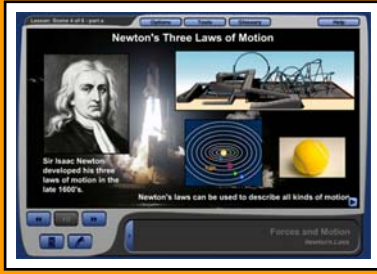 Lesson: Scene 4 of 5 - part a
Options
Tools
Glossary
Help
Newton's Three Laws of Motion
Sir Isaac Newton
developed his three
laws of motion in the
late 1600's.
Newton's laws can be used to describe all kinds of motion.
Forces and Motion
Newton's Laws